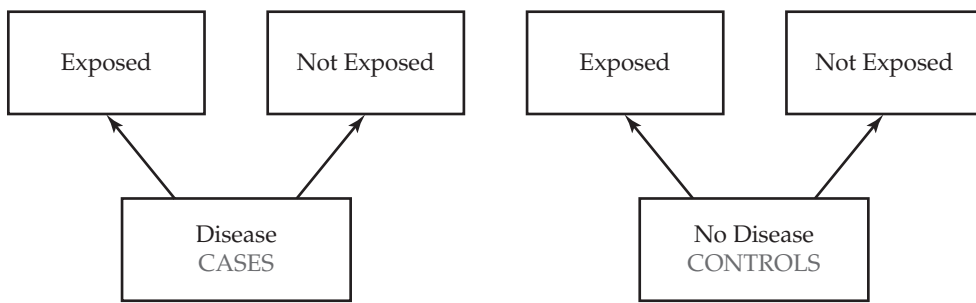 Exposed
Not Exposed
Exposed
Not Exposed
Disease
CASES
No Disease
CONTROLS